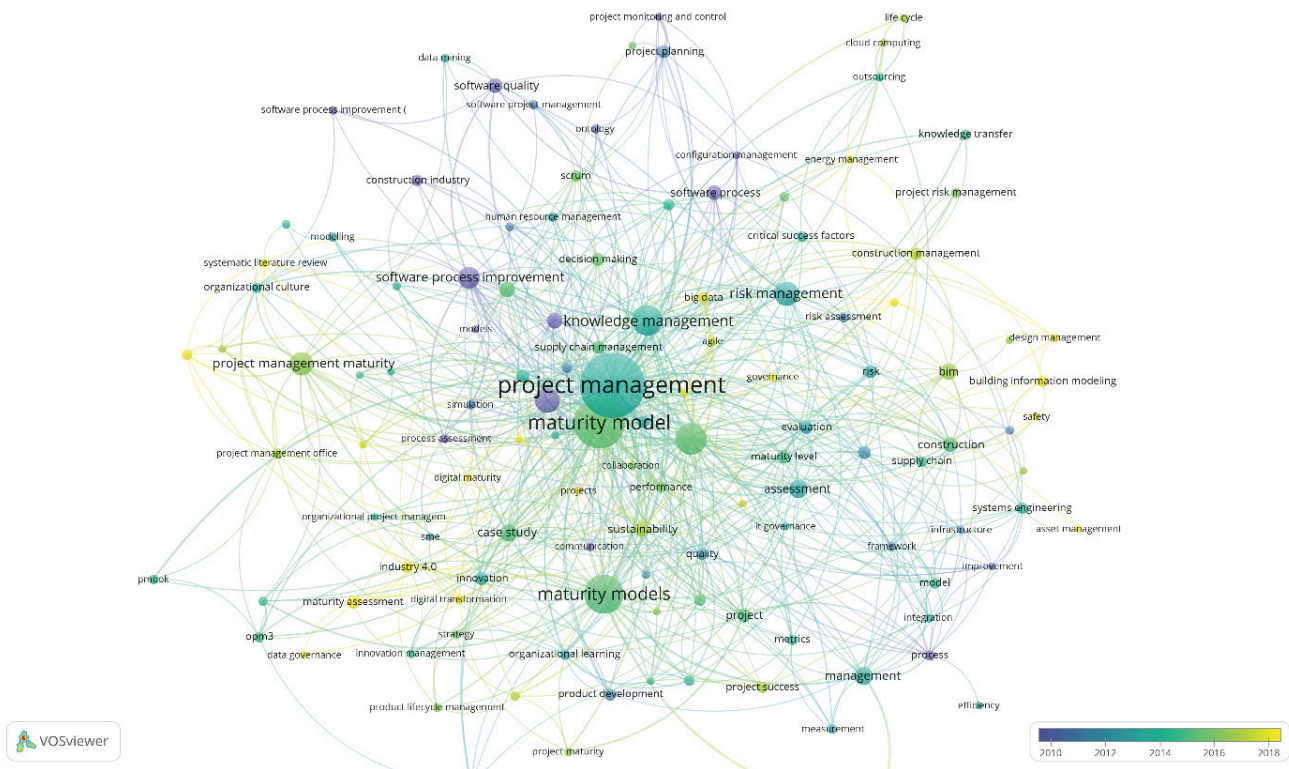 project monitoring and control
life cycle
cloud computing
project planning
data mining
outsourcing
software quality
software project management
software process improvement (
ontology
knowledge transfer
configuration management
energy management
scrum
construction industry
software process
project risk management
human resource management
modelling
critical success factors
construction management
decision making
systematic literature review
software process improvement
organizational culture
risk management
big data
risk assessment
knowledge management
models
design management
agile
supply chain management
project management maturity
bim
risk
governance
building information modeling
project management
simulation
safety
maturity model
evaluation
process assessment
construction
project management office
maturity level
supply chain
collaboration
digital maturity
performance
assessment
projects
systems engineering
organizational project managem
it governance
infrastructure
asset management
case study
sustainability
sme
communication
quality
framework
industry 4.0
improvement
pmbok
innovation
model
maturity models
maturity assessment
digital transformation
project
integration
opm3
strategy
metrics
data governance
innovation management
organizational learning
process
management
project success
product development
product lifecycle management
efficiency
measurement
project maturity
VOSviewer
2010 2012 2014 2016 2018